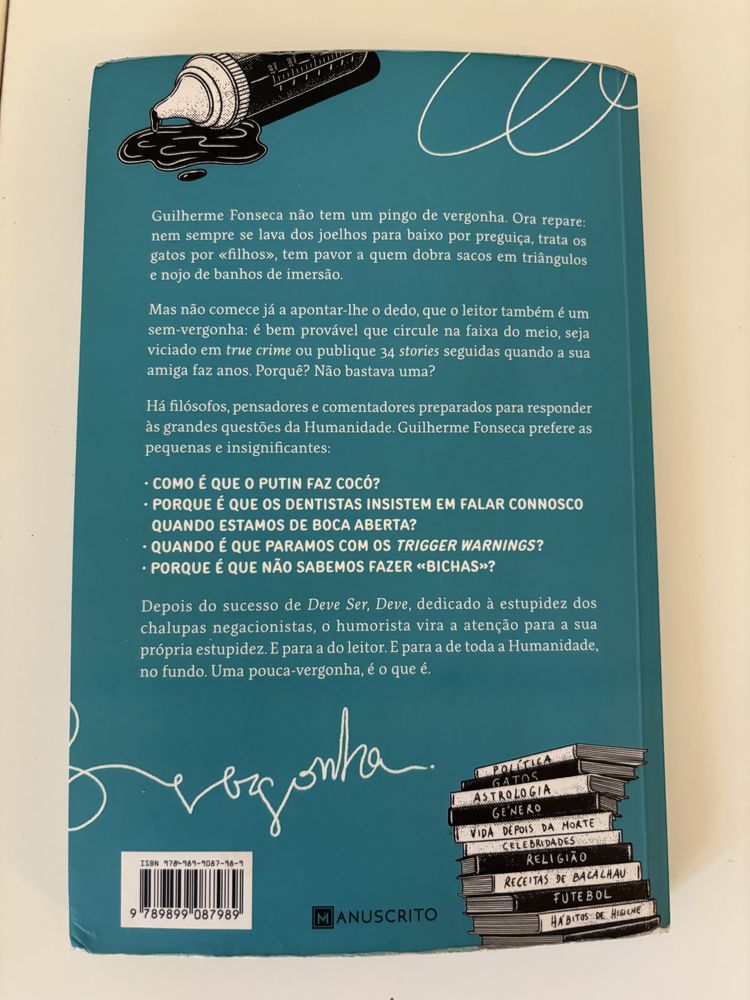 Guilherme Fonseca não tem um pingo de vergonha. Ora repare:
nem sempre se lava dos joelhos para baixo por preguiça, trata os
gatos por «filhos», tem pavor a quem dobra sacos em triângulos
e nojo de banhos de imersão.
Mas não comece já a apontar-lhe o dedo, que o leitor também é um
sem-vergonha: é bem provável que circule na faixa do meio, seja
viciado em true crime ou publique 34 stories seguidas quando a sua
amiga faz anos. Porquê? Não bastava uma?
Há filósofos, pensadores e comentadores preparados para responder
às grandes questões da Humanidade. Guilherme Fonseca prefere as
pequenas e insignificantes:
· COMO É QUE O PUTIN FAZ COCÓ?
· PORQUE É QUE OS DENTISTAS INSISTEM EM FALAR CONNOSCO
QUANDO ESTAMOS DE BOCA ABERTA?
· QUANDO É QUE PARAMOS COM OS TRIGGER WARNINGS?
· PORQUE É QUE NÃO SABEMOS FAZER «BICHAS»?
Depois do sucesso de Deve Ser, Deve, dedicado à estupidez dos
chalupas negacionistas, o humorista vira a atenção para a sua
própria estupidez. E para a do leitor. E para a de toda a Humanidade,
no fundo. Uma pouca-vergonha, é o que é.
vergonha.
POLÍTICA
GATOS
ASTROLOGIA
GÉNERO
VIDA DEPOIS DA MORTE
CELEBRIDADES
RELIGIÃO
RECEITAS DE BACALHAU
FUTEBOL
HÁBITOS DE HIGIENE
ISBN 978-989-9087-98-9
9 789899 087989
MANUSCRITO